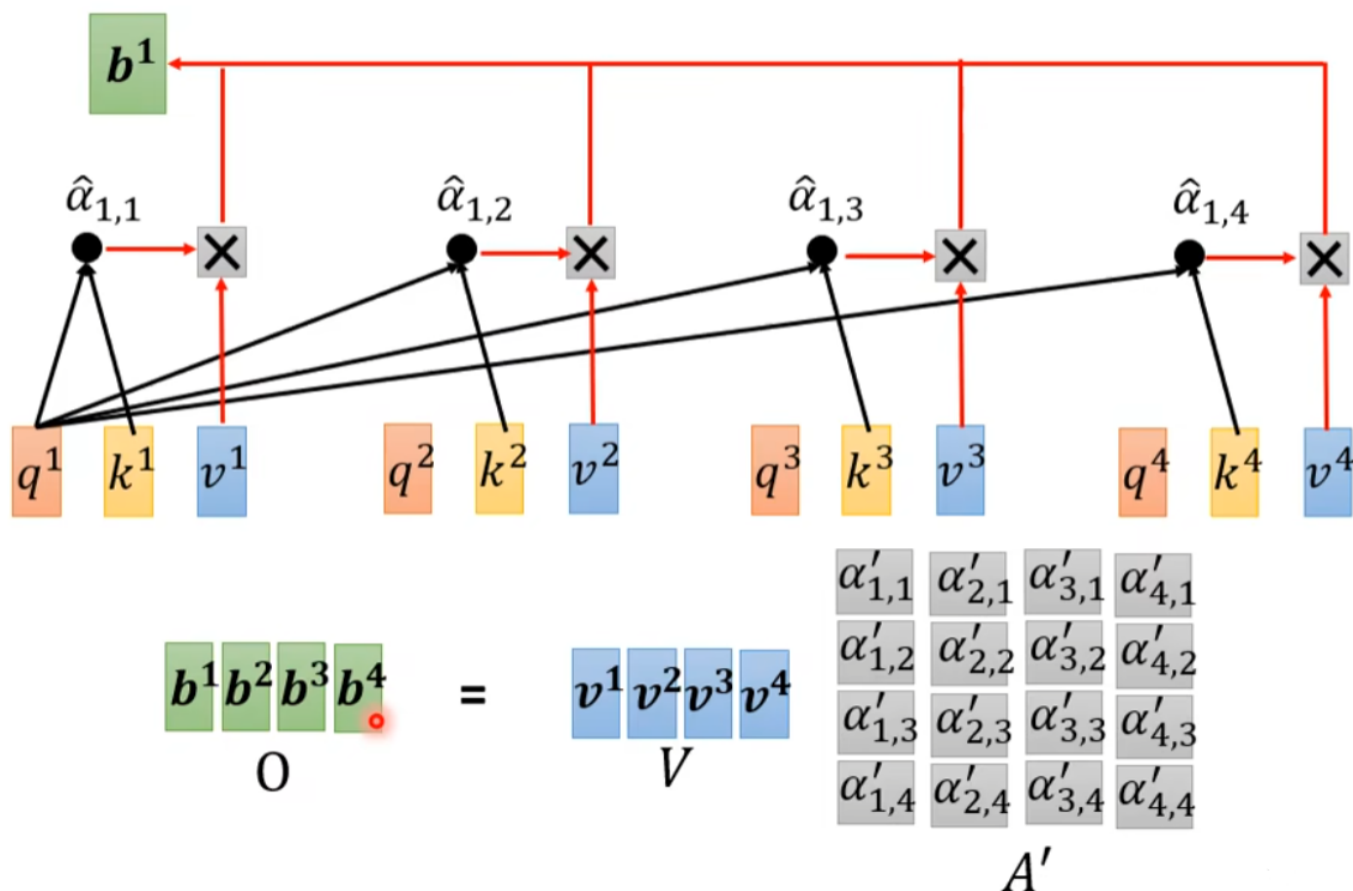 b¹
α̂₁,₁ α̂₁,₂ α̂₁,₃ α̂₁,₄
q¹ k¹ v¹ q² k² v² q³ k³ v³ q⁴ k⁴ v⁴
α′₁,₁ α′₂,₁ α′₃,₁ α′₄,₁
α′₁,₂ α′₂,₂ α′₃,₂ α′₄,₂
b¹ b² b³ b⁴ = v¹ v² v³ v⁴
α′₁,₃ α′₂,₃ α′₃,₃ α′₄,₃
α′₁,₄ α′₂,₄ α′₃,₄ α′₄,₄
O V
A′